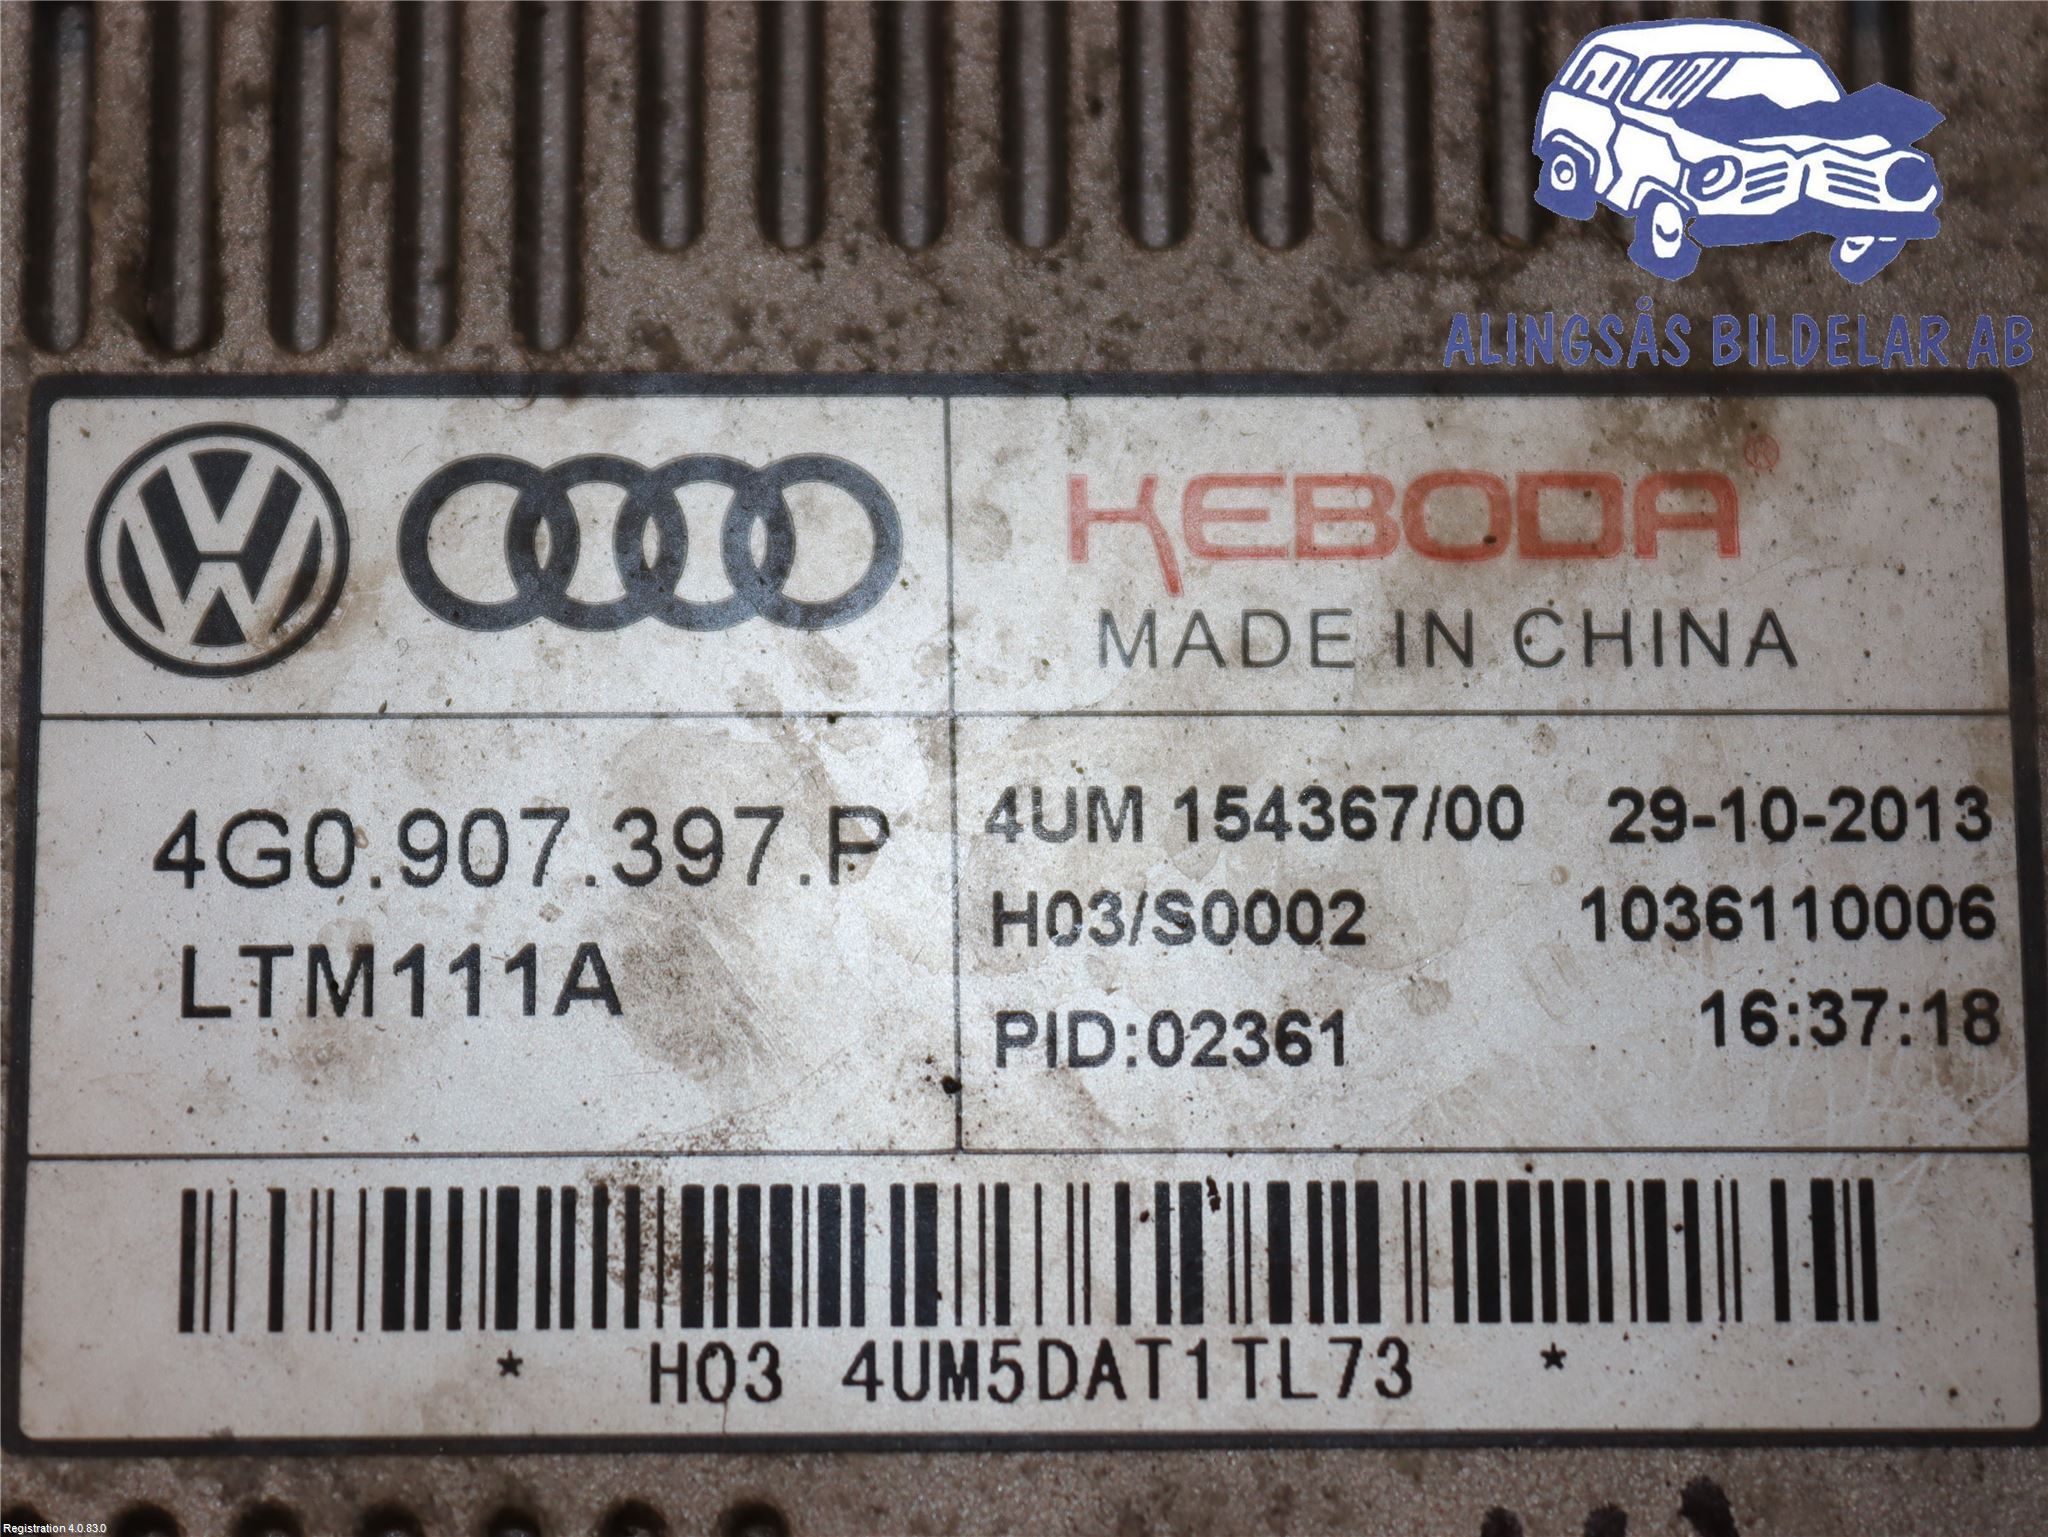 ALINGSÅS BILDELAR AB
KEBODA®
MADE IN CHINA
4G0.907.397.P
LTM111A
4UM 154367/00 29-10-2013
H03/S0002 1036110006
PID:02361 16:37:18
* H03 4UM5DAT1TL73 *
Registration 4.0.83.0